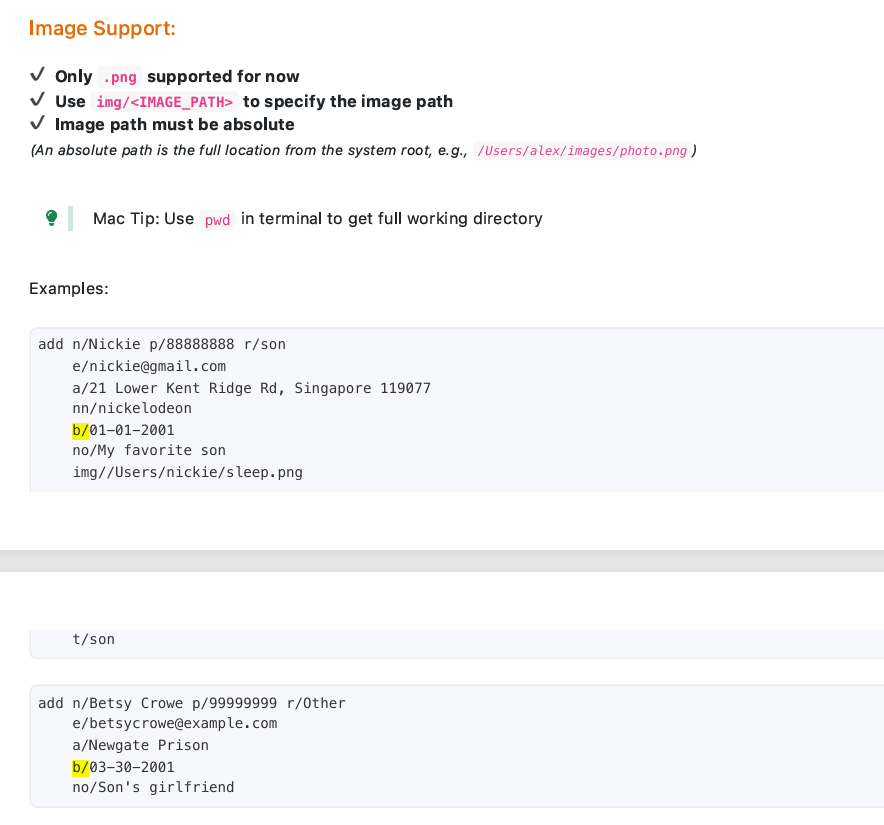 Image Support:
Only .png supported for now
Use img/<IMAGE_PATH> to specify the image path
Image path must be absolute
(An absolute path is the full location from the system root, e.g., /Users/alex/images/photo.png )
Mac Tip: Use pwd in terminal to get full working directory
Examples:
add n/Nickie p/88888888 r/son
e/nickie@gmail.com
a/21 Lower Kent Ridge Rd, Singapore 119077
nn/nickelodeon
b/01-01-2001
no/My favorite son
img//Users/nickie/sleep.png
t/son
add n/Betsy Crowe p/99999999 r/Other
e/betsycrowe@example.com
a/Newgate Prison
b/03-30-2001
no/Son's girlfriend